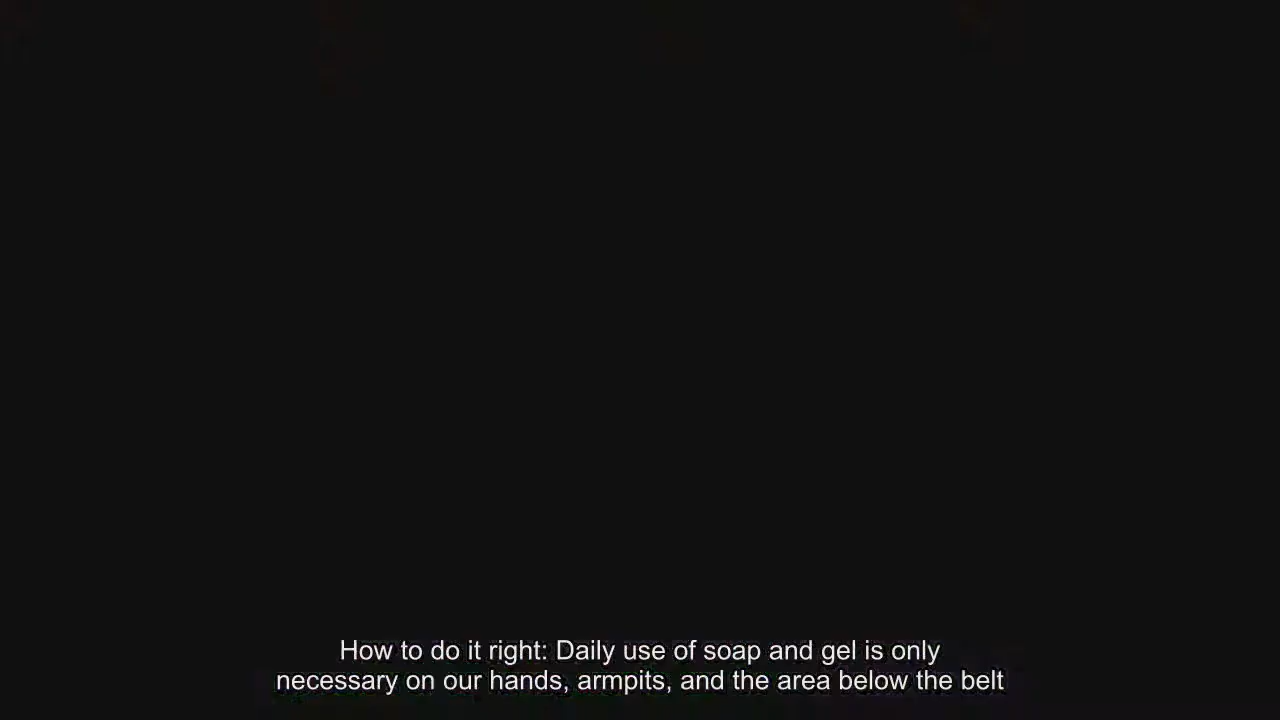 How to do it right: Daily use of soap and gel is only
necessary on our hands, armpits, and the area below the belt